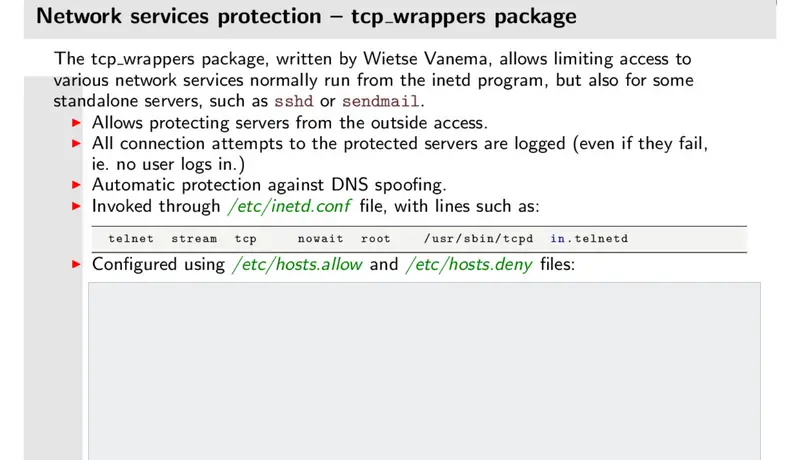 Network services protection – tcp_wrappers package
The tcp_wrappers package, written by Wietse Vanema, allows limiting access to
various network services normally run from the inetd program, but also for some
standalone servers, such as sshd or sendmail.
► Allows protecting servers from the outside access.
► All connection attempts to the protected servers are logged (even if they fail,
ie. no user logs in.)
► Automatic protection against DNS spoofing.
► Invoked through /etc/inetd.conf file, with lines such as:
telnet stream tcp nowait root /usr/sbin/tcpd in.telnetd
► Configured using /etc/hosts.allow and /etc/hosts.deny files: